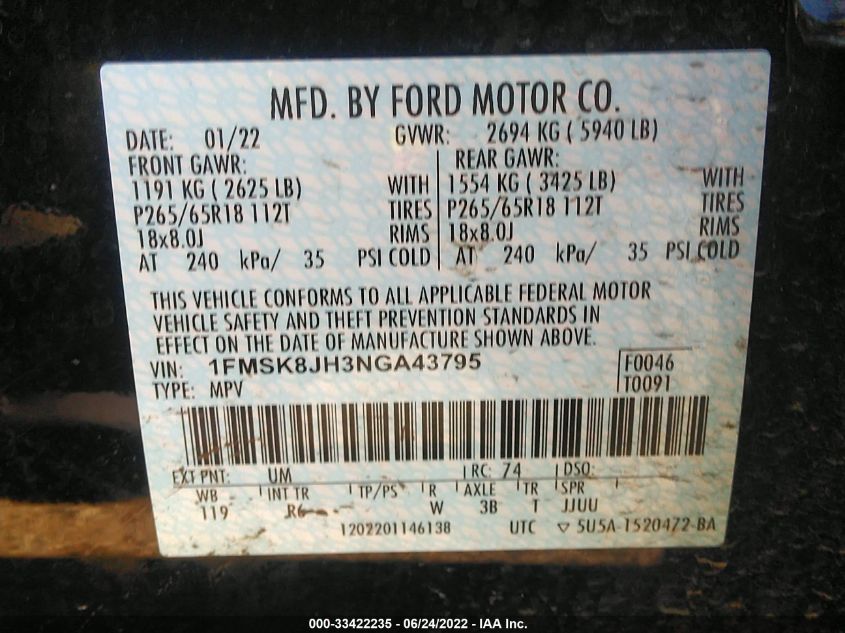 MFD. BY FORD MOTOR CO.
DATE: 01/22 GVWR: 2694 KG ( 5940 LB)
FRONT GAWR: REAR GAWR:
1191 KG ( 2625 LB) WITH 1554 KG ( 3425 LB) WITH
P265/65R18 112T TIRES P265/65R18 112T TIRES
18x8.0J RIMS 18x8.0J RIMS
AT 240 kPa/ 35 PSI COLD AT 240 kPa/ 35 PSI COLD
THIS VEHICLE CONFORMS TO ALL APPLICABLE FEDERAL MOTOR
VEHICLE SAFETY AND THEFT PREVENTION STANDARDS IN
EFFECT ON THE DATE OF MANUFACTURE SHOWN ABOVE.
VIN: 1FMSK8JH3NGA43795 F0046
TYPE: MPV T0091
EXT PNT: UM RC: 74 DSO:
WB INT TR TP/PS R AXLE TR SPR
119 R6 W 3B T JJUU
1202201146138 UTC ▽ 5U5A-1520472-BA
000-33422235 - 06/24/2022 - IAA Inc.